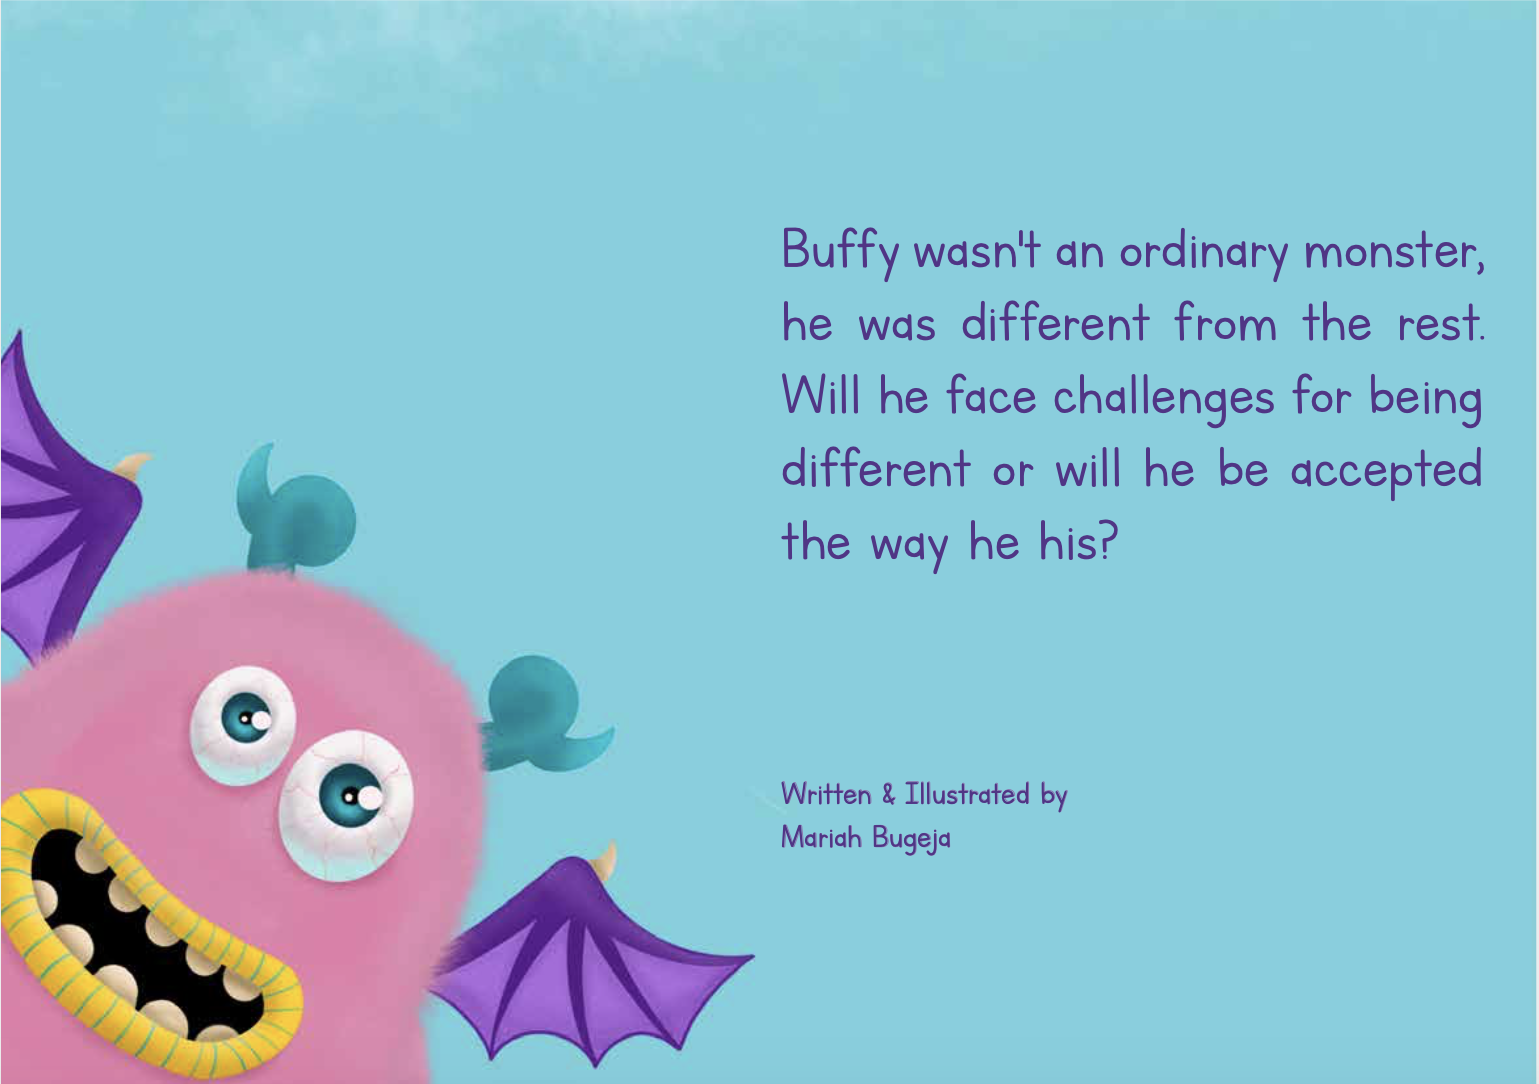 Buffy wasn't an ordinary monster,
he was different from the rest.
Will he face challenges for being
different or will he be accepted
the way he his?
Written & Illustrated by
Mariah Bugeja